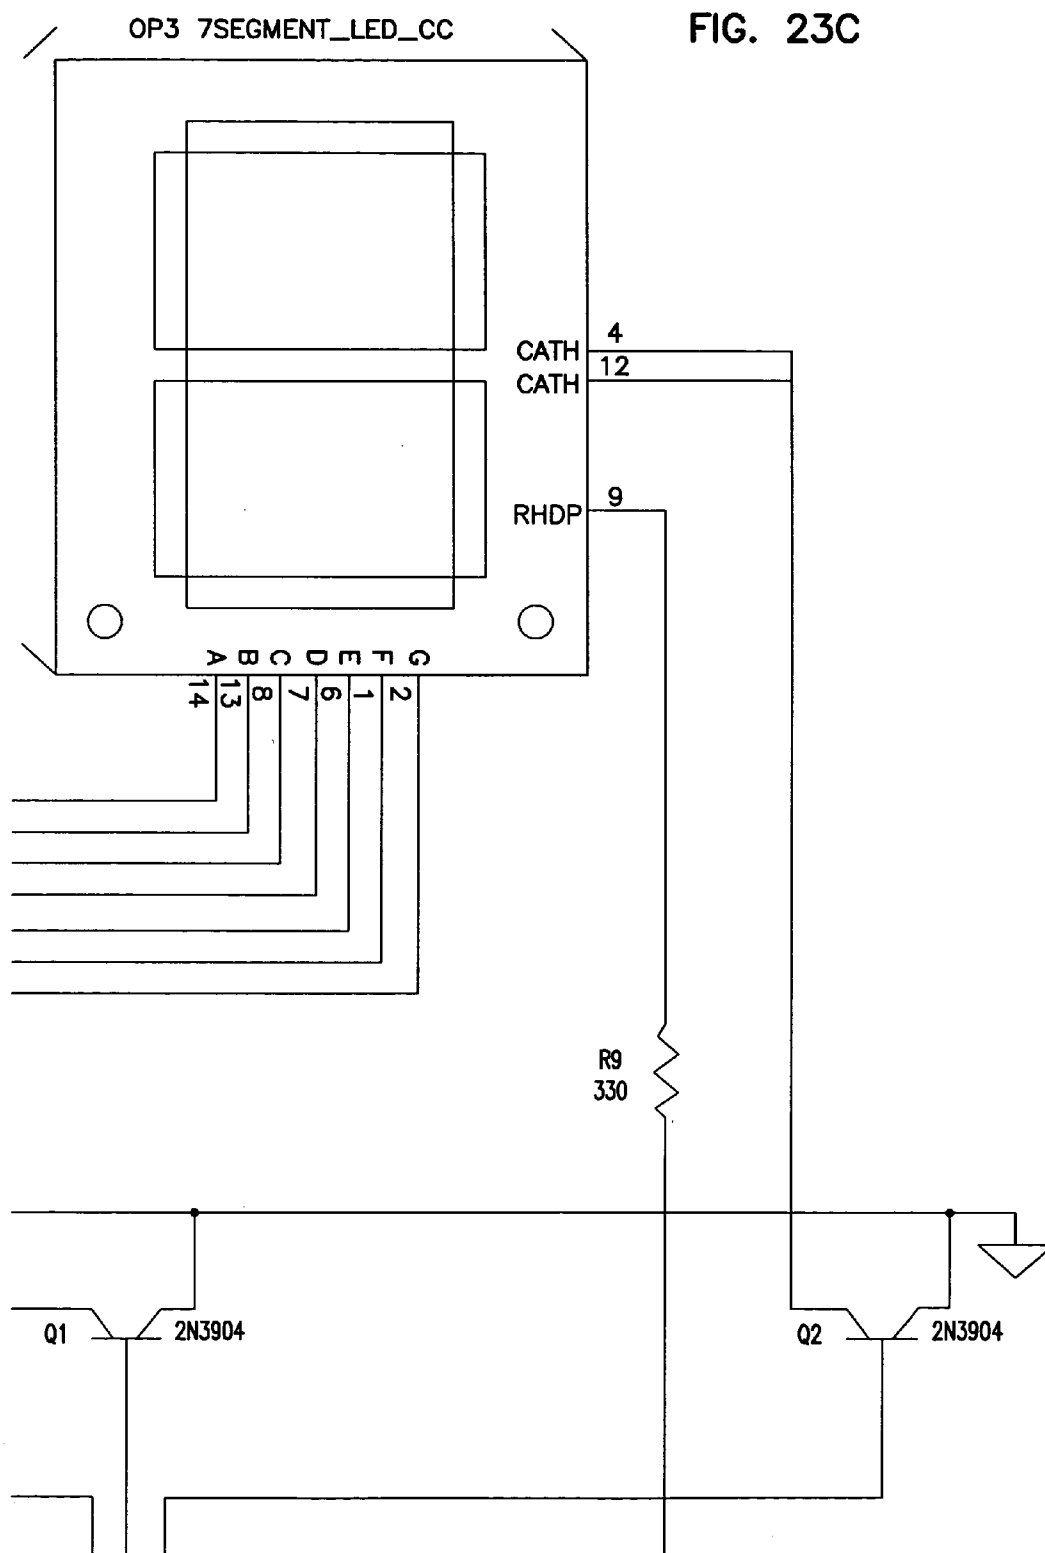 OP3 7SEGMENT_LED_CC
FIG. 23C
4
CATH
12
CATH
9
RHDP
A B C D E F G
14 13 8 7 6 1 2
R9
330
Q1
2N3904
Q2
2N3904